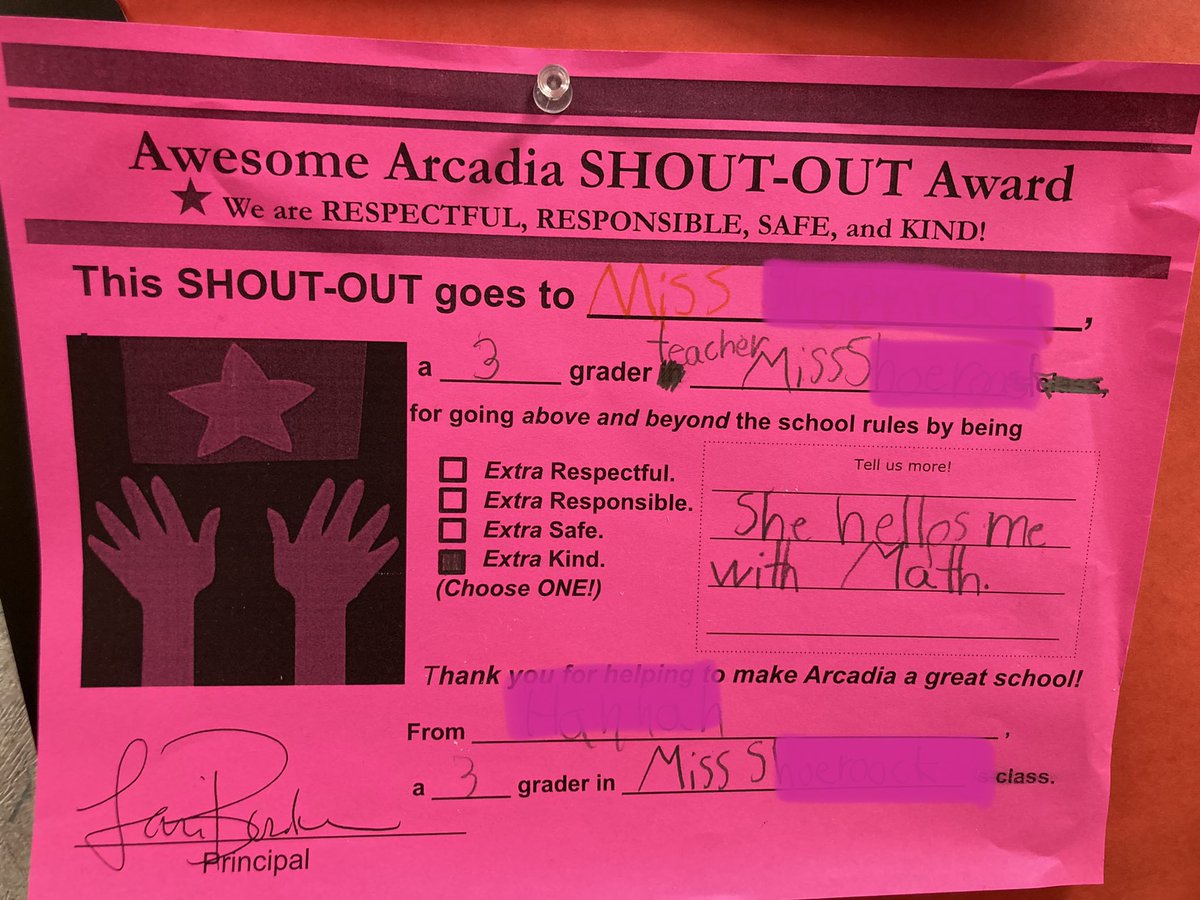 Awesome Arcadia SHOUT-OUT Award
★ We are RESPECTFUL, RESPONSIBLE, SAFE, and KIND!
This SHOUT-OUT goes to Miss ,
a 3 grader teacher Miss S
for going above and beyond the school rules by being
Extra Respectful.
Extra Responsible.
Extra Safe.
Extra Kind.
(Choose ONE!)
Tell us more!
She hellps me
with Math.
Thank you for helping to make Arcadia a great school!
From ,
a 3 grader in Miss S class.
Principal